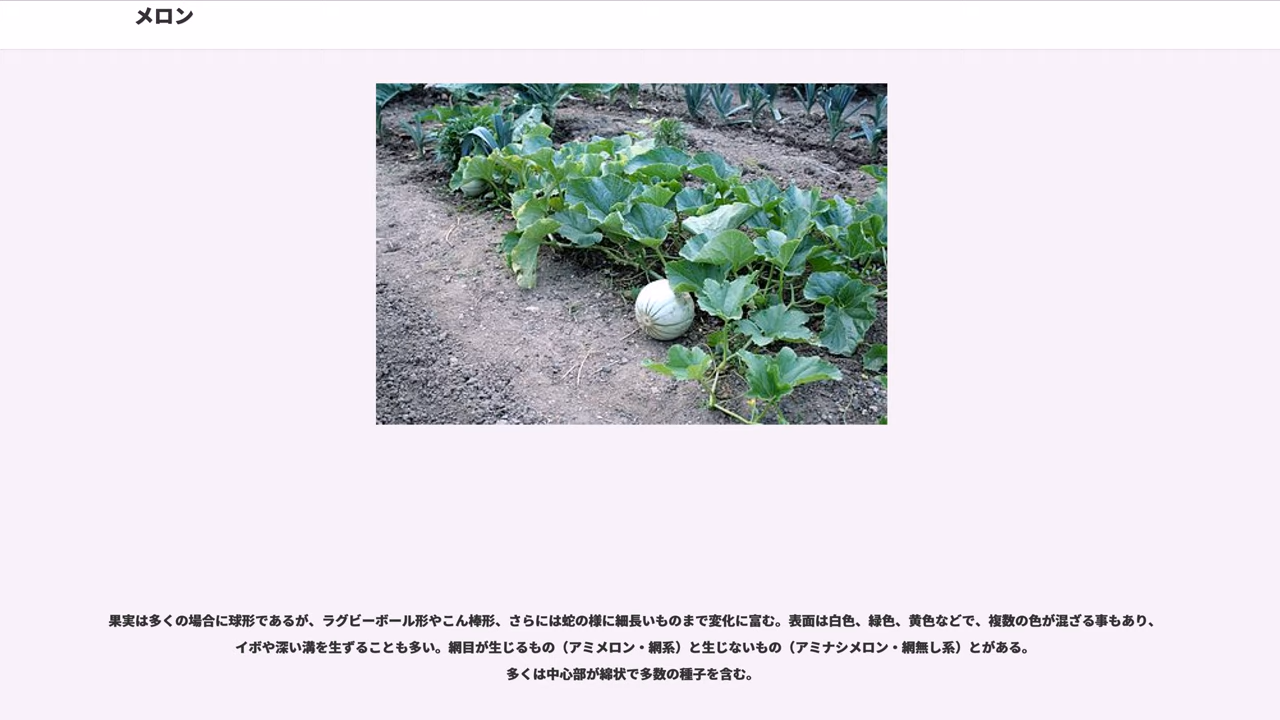 メロン
果実は多くの場合に球形であるが、ラグビーボール形やこん棒形、さらには蛇の様に細長いものまで変化に富む。表面は白色、緑色、黄色などで、複数の色が混ざる事もあり、
イボや深い溝を生ずることも多い。網目が生じるもの（アミメロン・網系）と生じないもの（アミナシメロン・網無し系）とがある。
多くは中心部が綿状で多数の種子を含む。